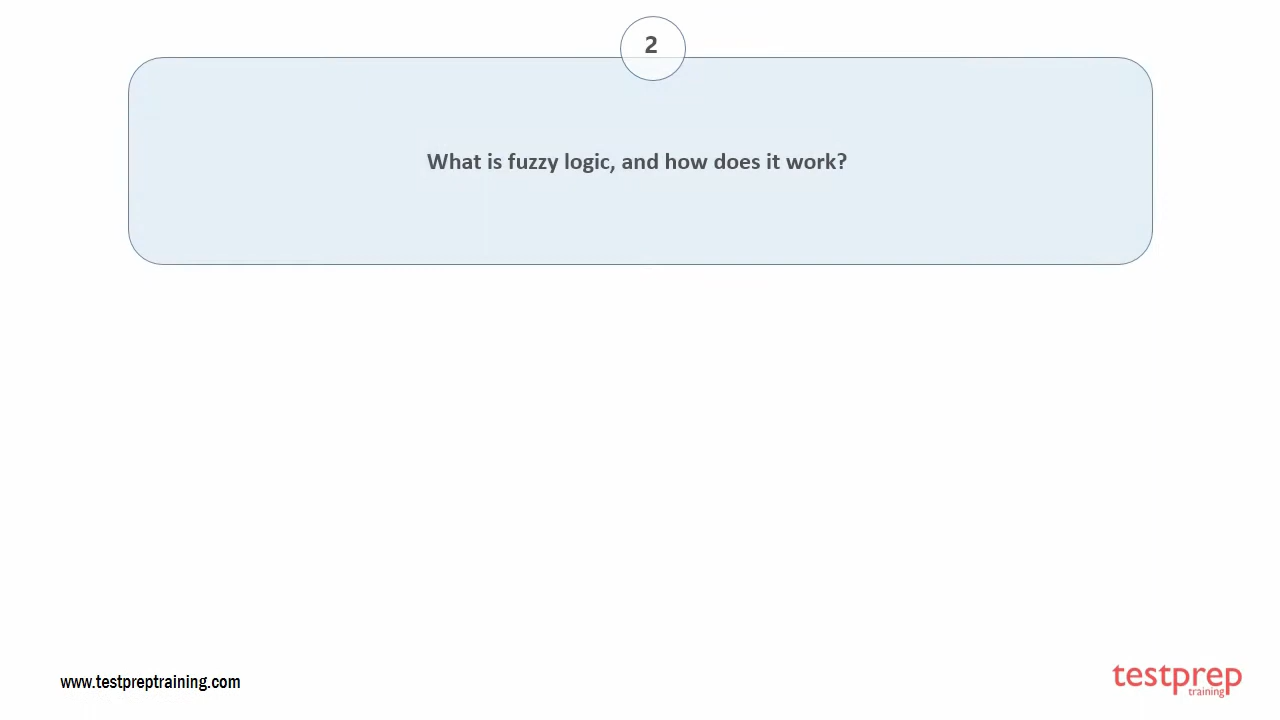 2
What is fuzzy logic, and how does it work?
www.testpreptraining.com
testprep
training